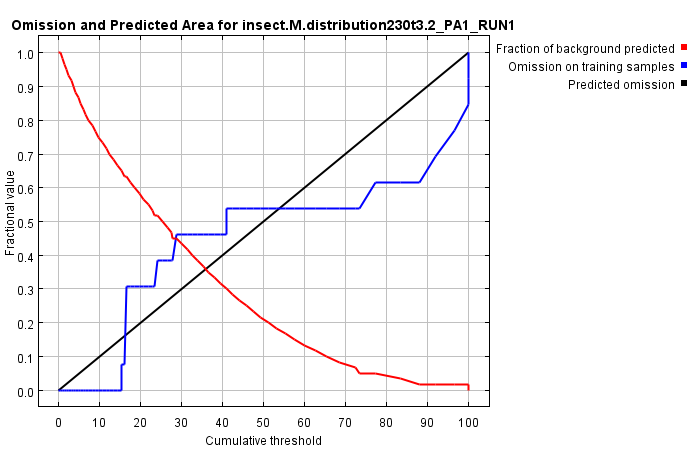 Omission and Predicted Area for insect.M.distribution230t3.2_PA1_RUN1
Fraction of background predicted
Omission on training samples
Predicted omission
1.0
0.9
0.8
0.7
0.6
0.5
0.4
0.3
0.2
0.1
0.0
Fractional value
0 10 20 30 40 50 60 70 80 90 100
Cumulative threshold